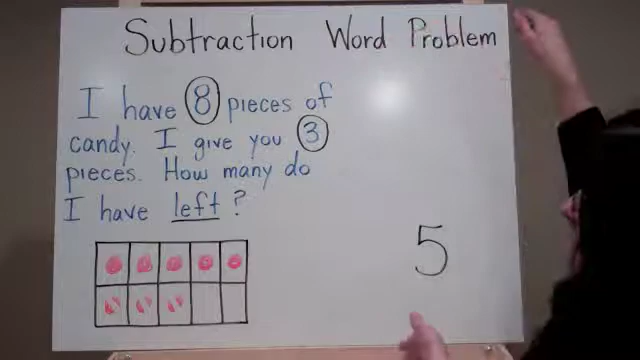 Subtraction Word Problem
I have 8 pieces of
candy. I give you 3
pieces. How many do
I have left?
5